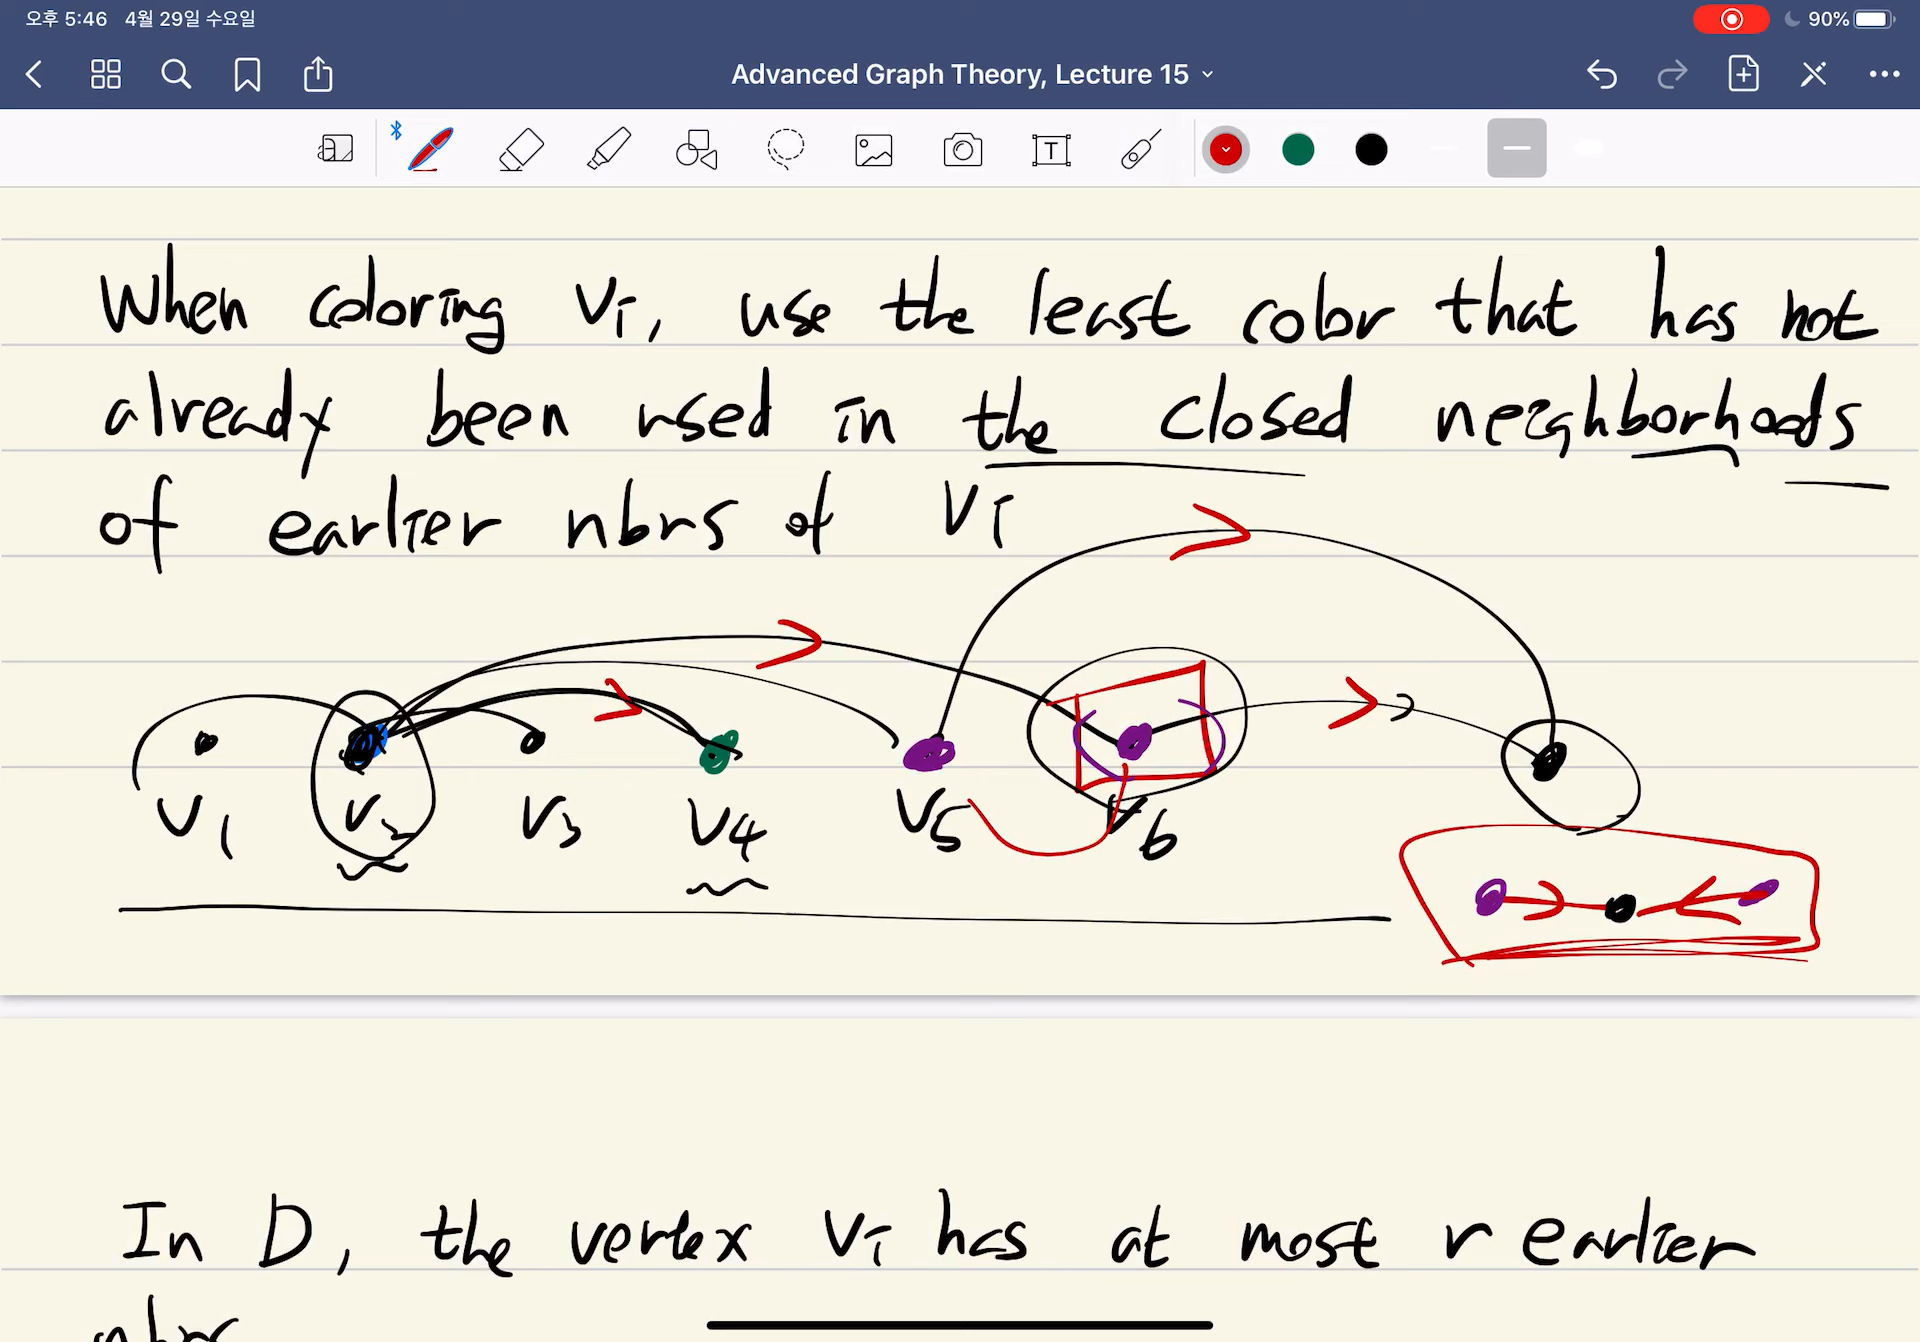 오후 5:46 4월 29일 수요일
90%
Advanced Graph Theory, Lecture 15
When coloring Vi, use the least color that has not
already been used in the closed neighborhoods
of earlier nbrs of Vi
V1 V2 V3 V4 V5 V6
In D, the vertex Vi has at most r earlier
nbrs